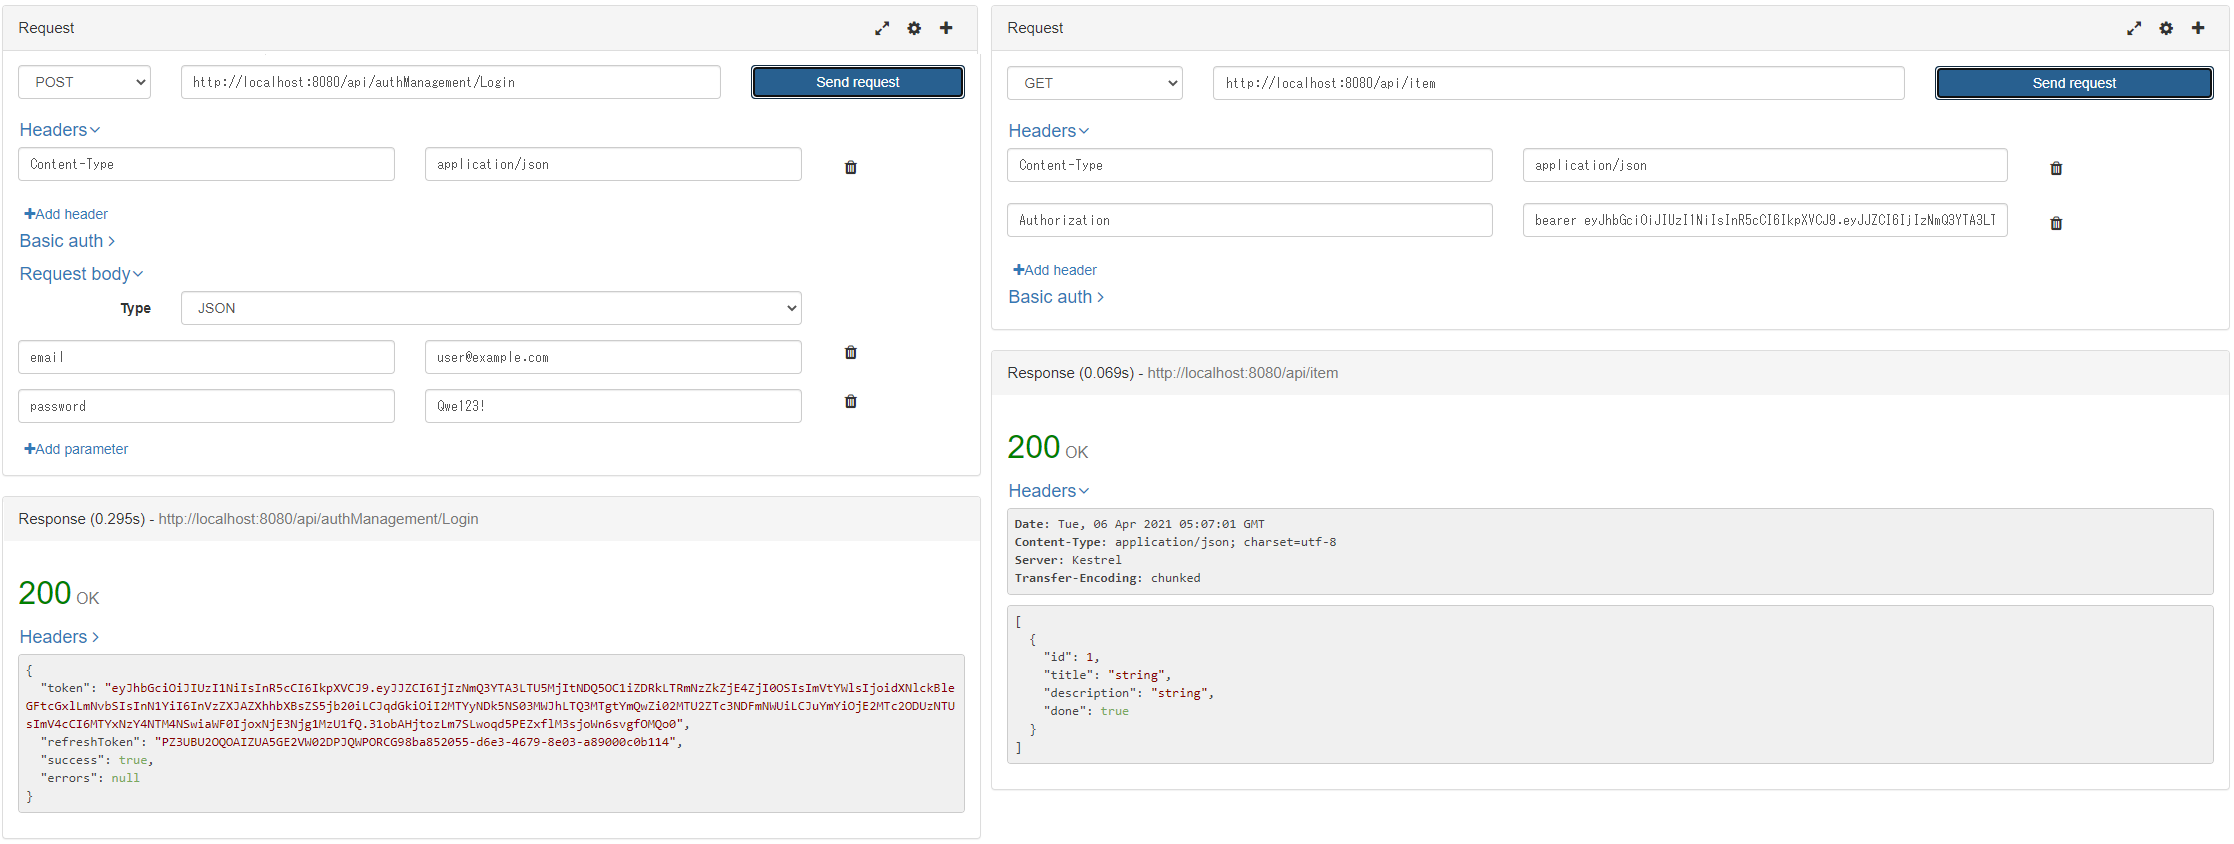 Request
POST
http://localhost:8080/api/authManagement/Login
Send request
Headers
Content-Type
application/json
Add header
Basic auth
Request body
Type
JSON
email
user@example.com
password
Qwe123!
Add parameter
Response (0.295s) - http://localhost:8080/api/authManagement/Login
200 OK
Headers
{
"token": "eyJhbGciOiJIUzI1NiIsInR5cCI6IkpXVCJ9.eyJJZCI6IjIzNmQ3YTA3LTU5MjItNDQ5OC1iZDRkLTRmNzZkZjE4ZjI0OSIsImVtYWlsIjoidXNlckBle
GFtcGxlLmNvbSIsInN1YiI6InVzZXJAZXhhbXBsZS5jb20iLCJqdGkiOiI2MTYyNDk5NS03MWJhLTQ3MTgtYmQwZi02MTU2ZTc3NDFmNWUiLCJuYmYiOjE2MTc2ODUzNTU
sImV4cCI6MTYxNzY4NTM4NSwiaWF0IjoxNjE3Njg1MzU1fQ.31obAHjtozLm7SLwoqd5PEZxflM3sjoWn6svgfOMQo0",
"refreshToken": "PZ3UBU2OQOAIZUA5GE2VW02DPJQWPORCG98ba852055-d6e3-4679-8e03-a89000c0b114",
"success": true,
"errors": null
}
Request
GET
http://localhost:8080/api/item
Send request
Headers
Content-Type
application/json
Authorization
bearer eyJhbGciOiJIUzI1NiIsInR5cCI6IkpXVCJ9.eyJJZCI6IjIzNmQ3YTA3LT
Add header
Basic auth
Response (0.069s) - http://localhost:8080/api/item
200 OK
Headers
Date: Tue, 06 Apr 2021 05:07:01 GMT
Content-Type: application/json; charset=utf-8
Server: Kestrel
Transfer-Encoding: chunked
[
{
"id": 1,
"title": "string",
"description": "string",
"done": true
}
]